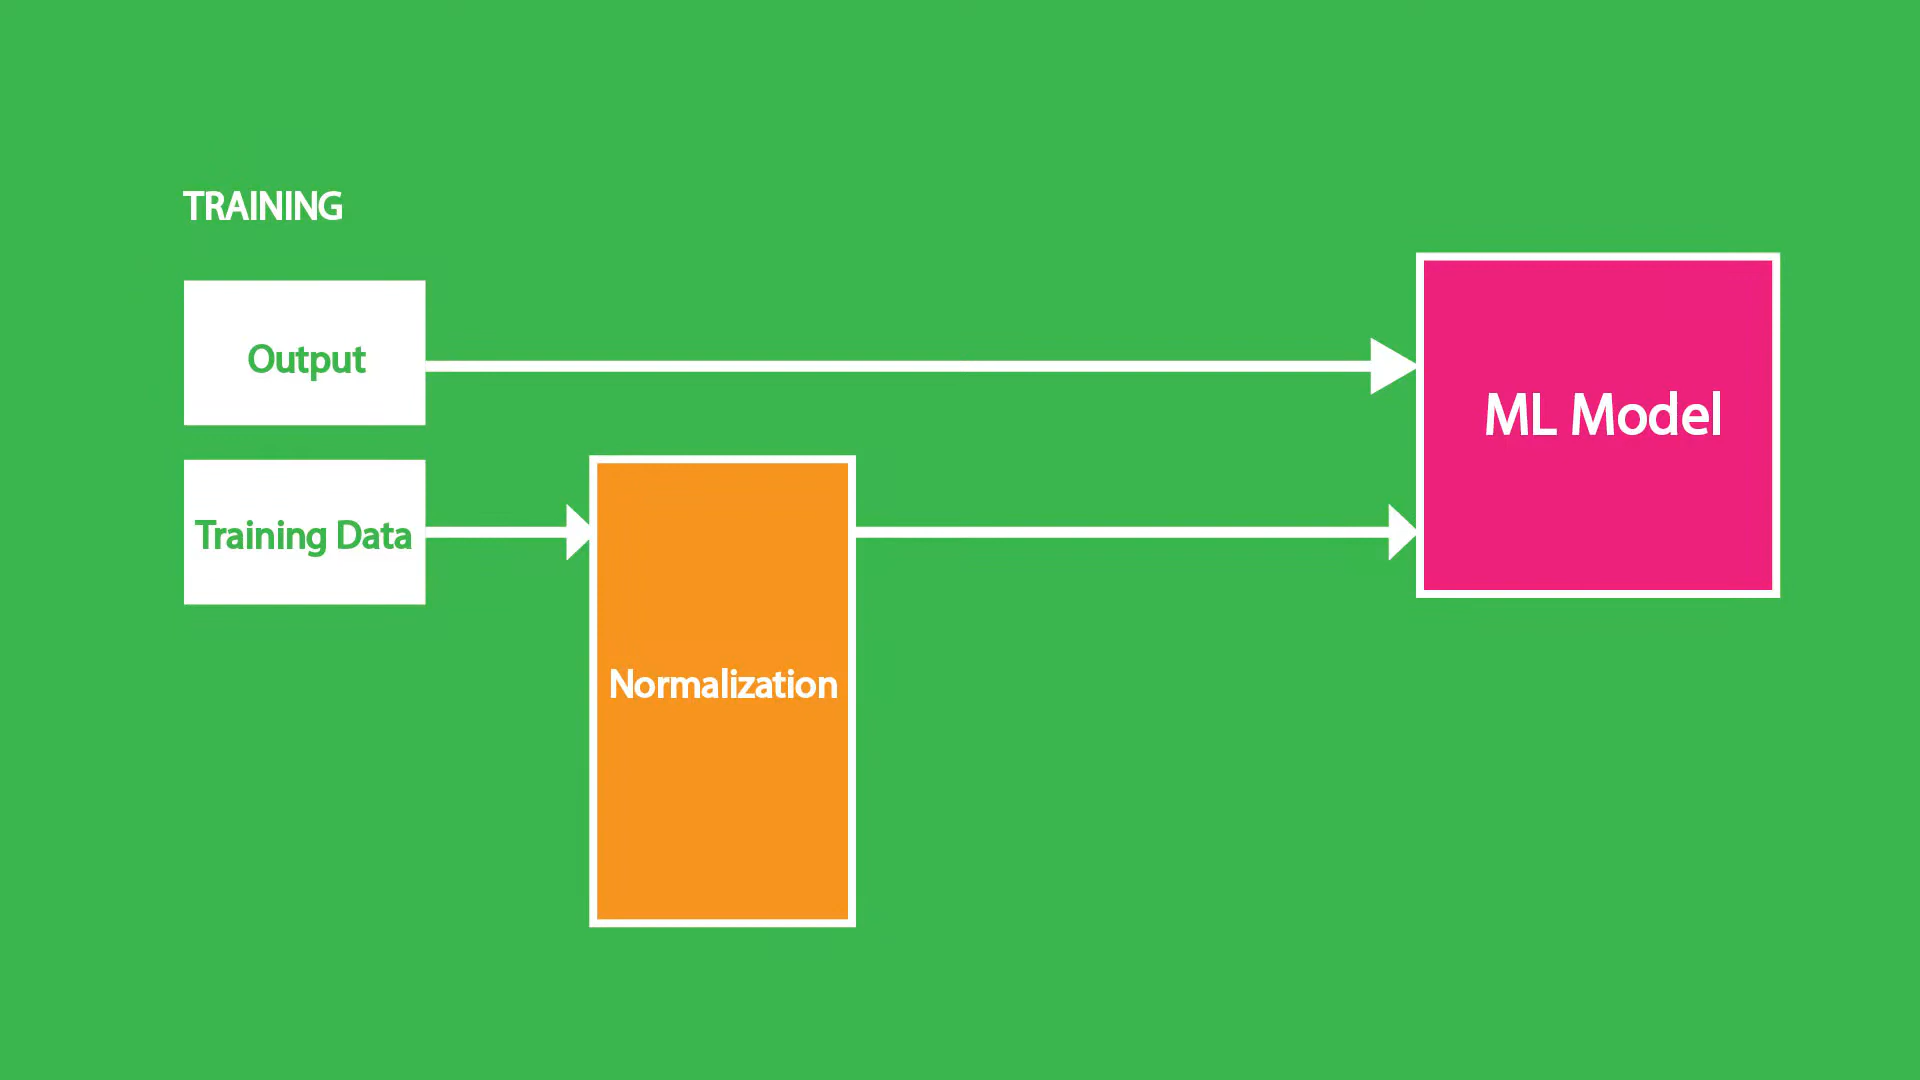 TRAINING
Output
ML Model
Training Data
Normalization